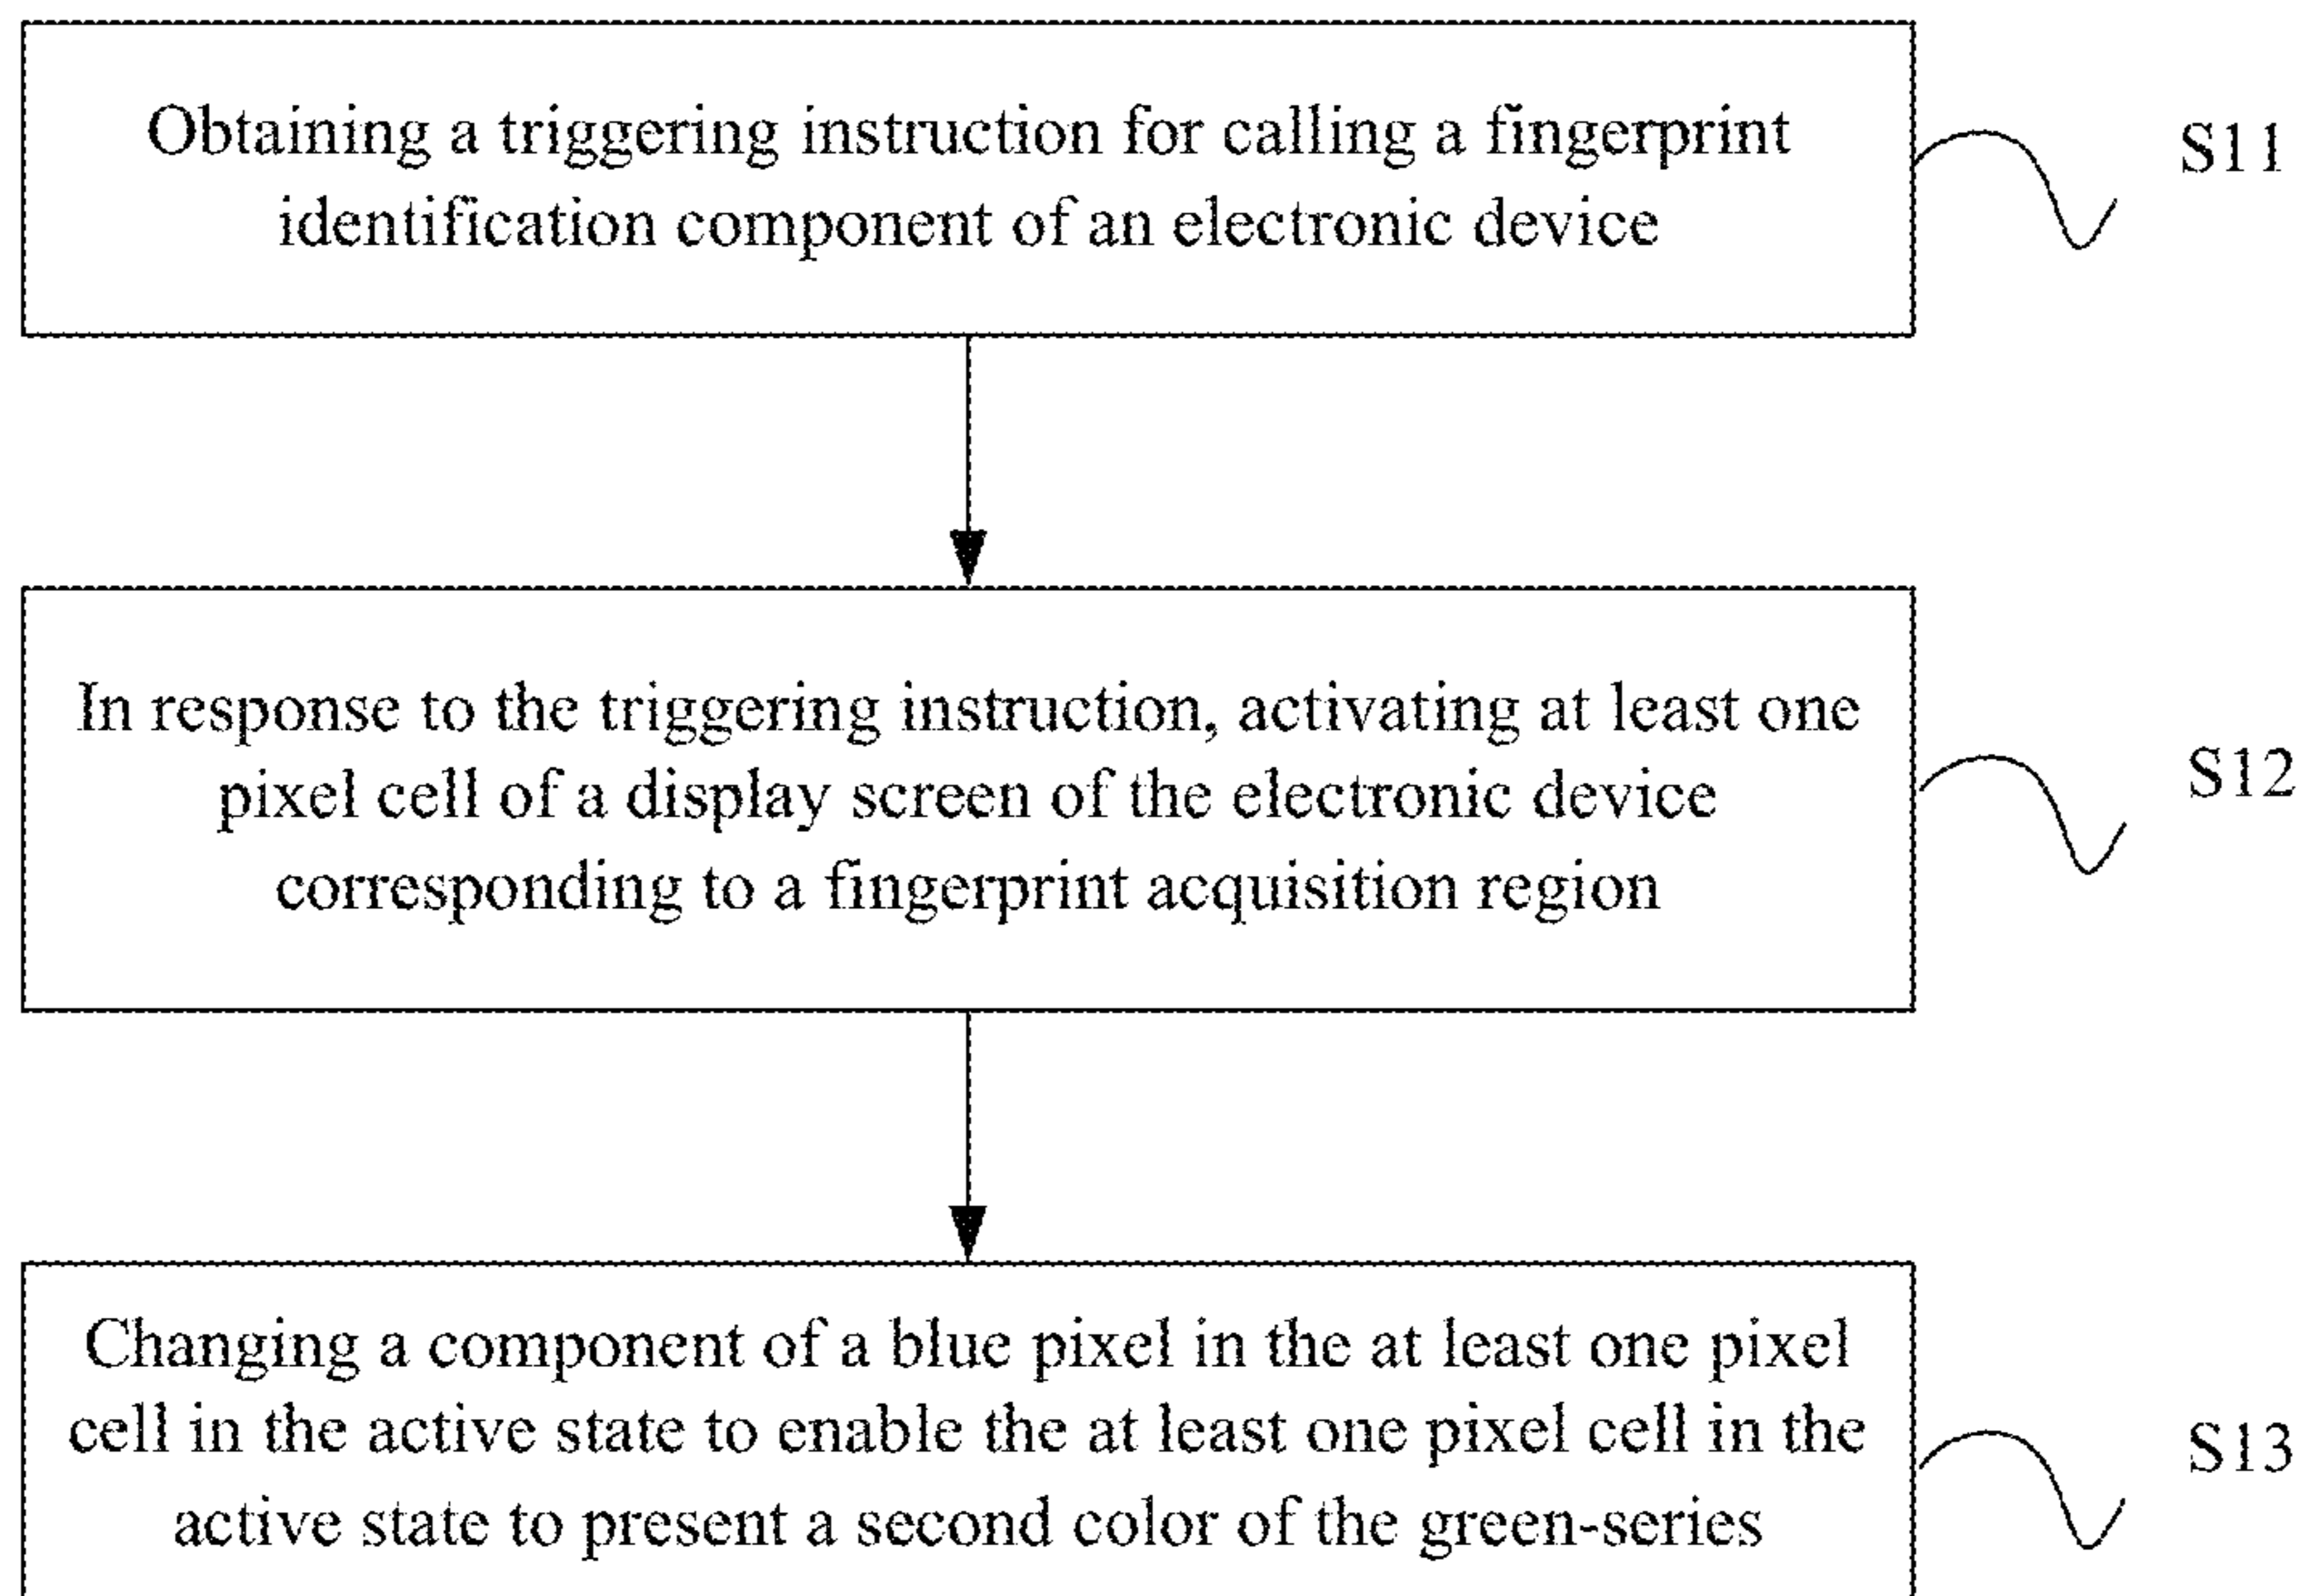 Obtaining a triggering instruction for calling a fingerprint
identification component of an electronic device
S11
In response to the triggering instruction, activating at least one
pixel cell of a display screen of the electronic device
corresponding to a fingerprint acquisition region
S12
Changing a component of a blue pixel in the at least one pixel
cell in the active state to enable the at least one pixel cell in the
active state to present a second color of the green-series
S13